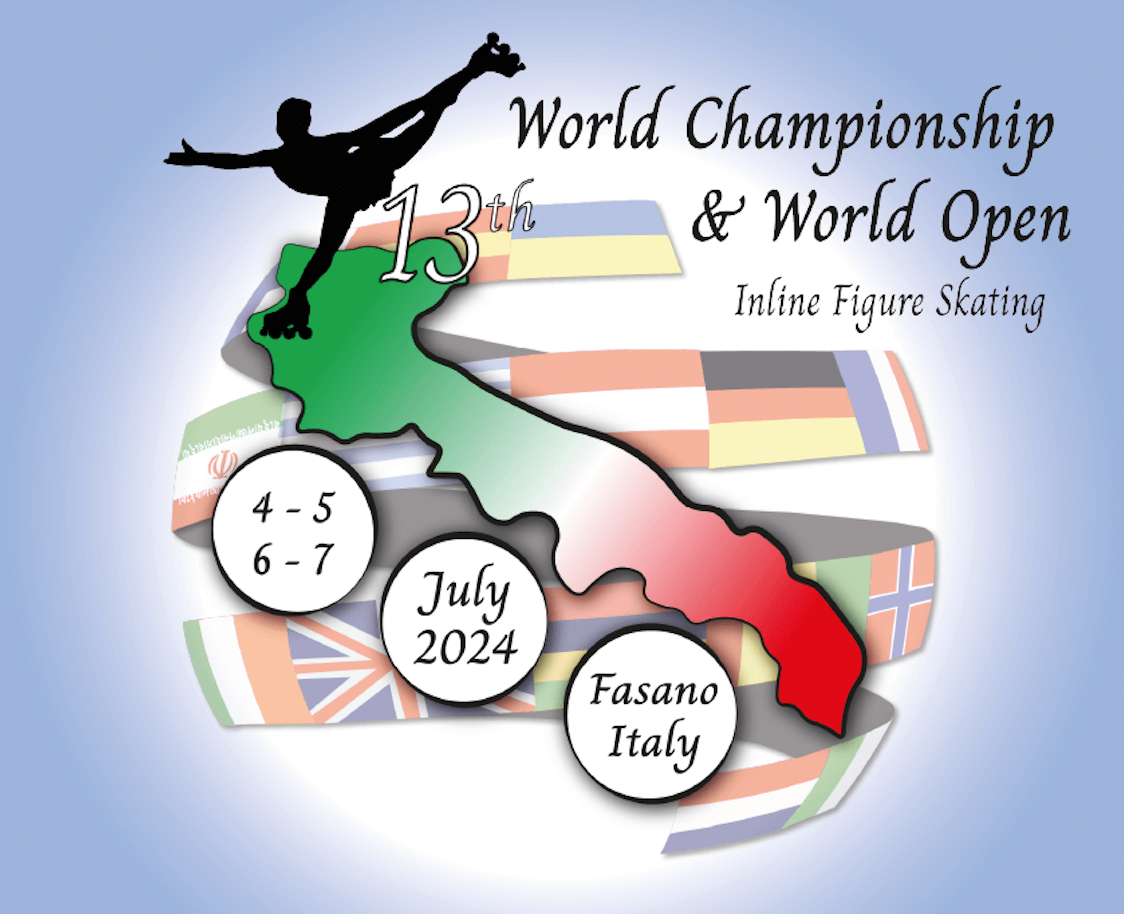 World Championship
13th
& World Open
Inline Figure Skating
4 - 5
6 - 7
July
2024
Fasano
Italy